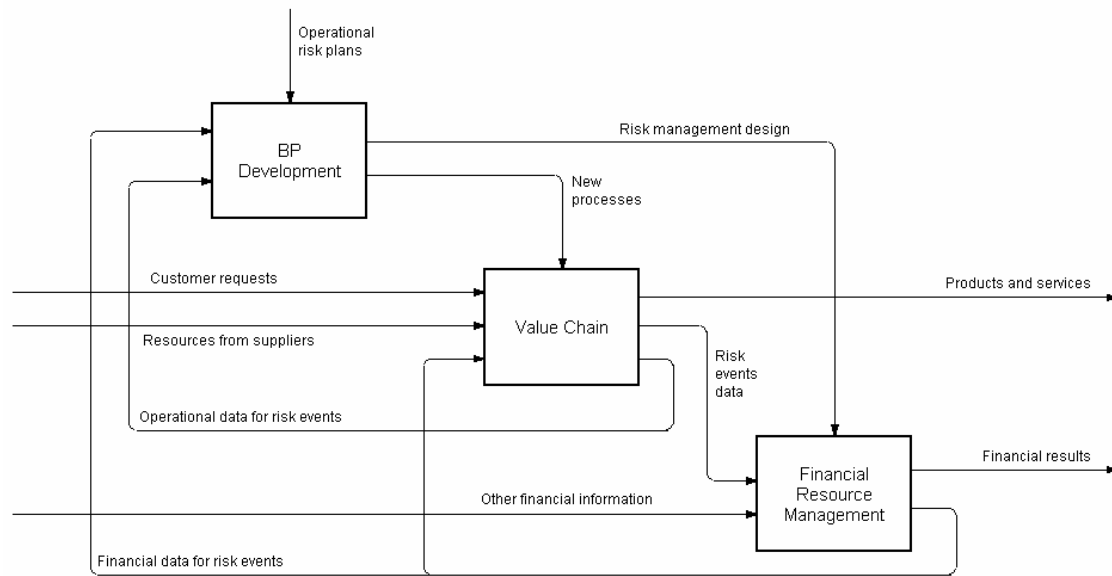 Operational
risk plans
Risk management design
BP
Development
New
processes
Customer requests
Products and services
Value Chain
Resources from suppliers
Risk
events
data
Operational data for risk events
Financial results
Financial
Resource
Management
Other financial information
Financial data for risk events